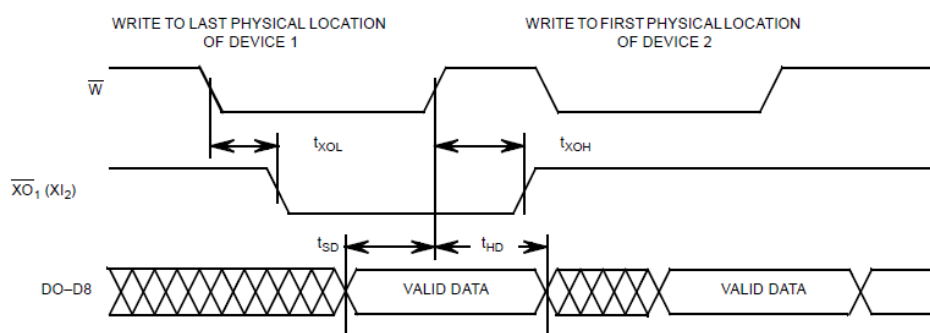 WRITE TO LAST PHYSICAL LOCATION
OF DEVICE 1
WRITE TO FIRST PHYSICAL LOCATION
OF DEVICE 2
W̅
tXOL
tXOH
X̅O̅1 (XI2)
tSD
tHD
DO–D8
VALID DATA
VALID DATA